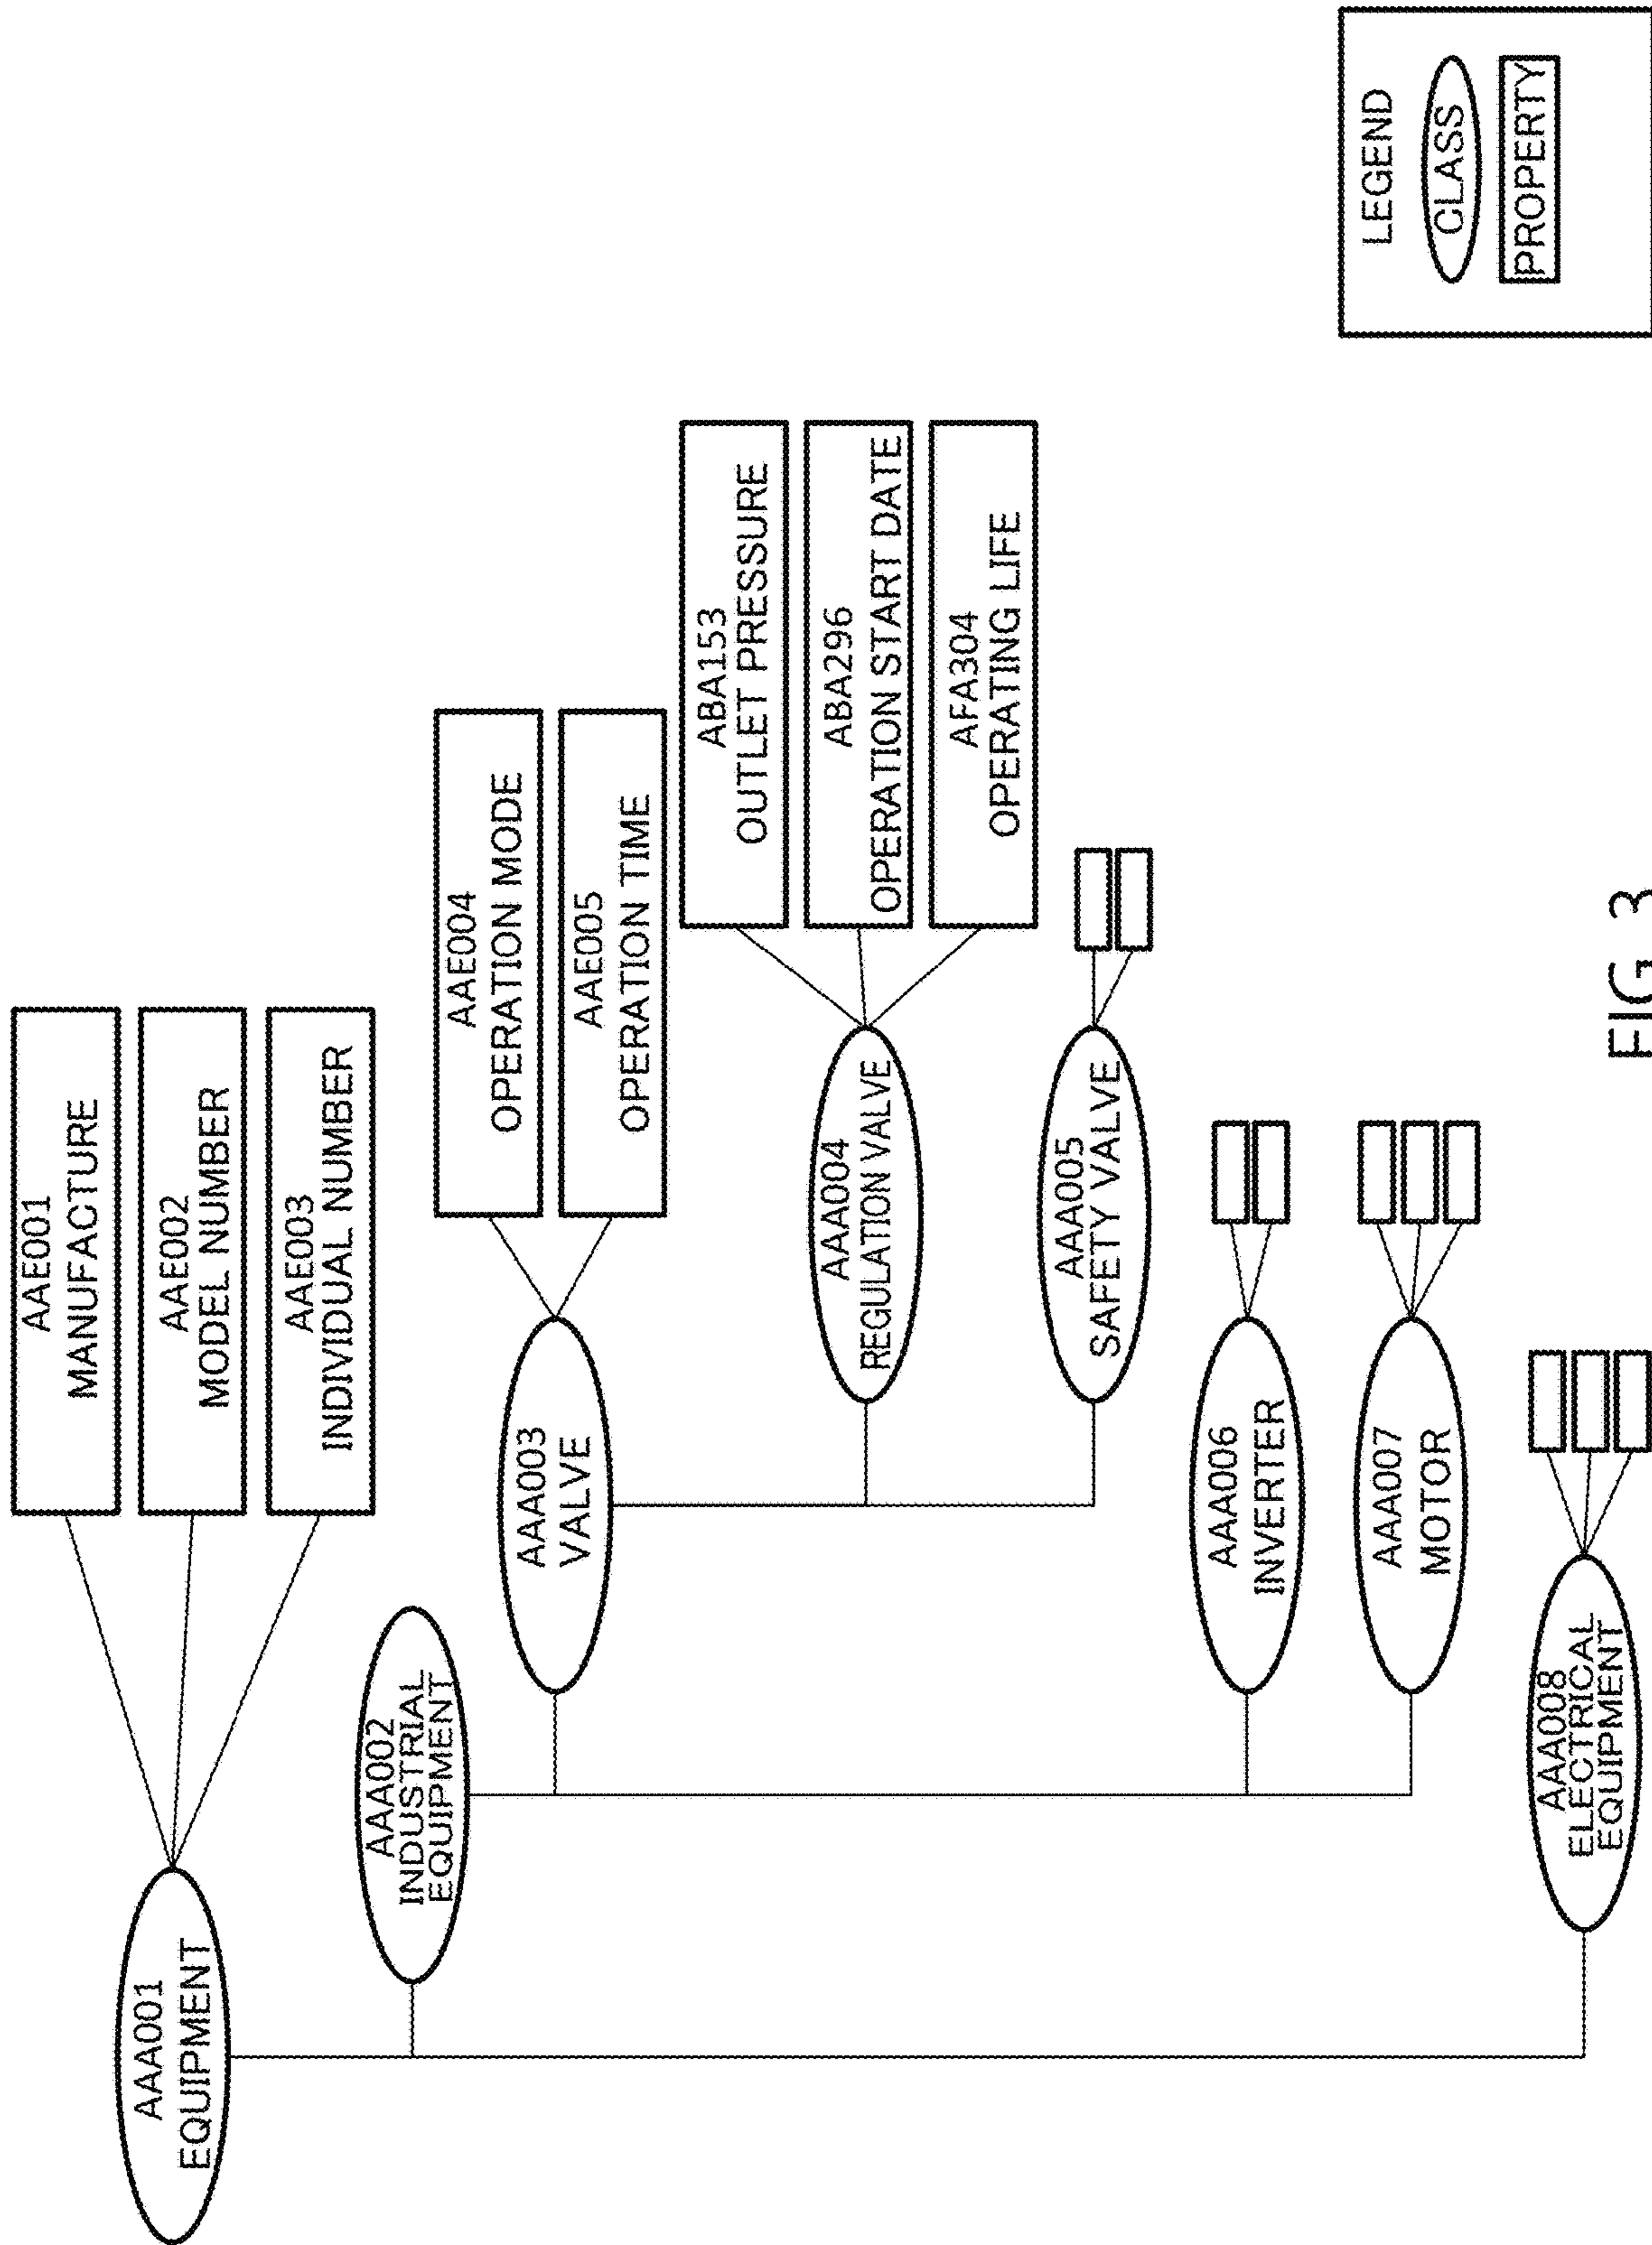 AAA001
EQUIPMENT
AAE001
MANUFACTURE
AAE002
MODEL NUMBER
AAE003
INDIVIDUAL NUMBER
AAA002
INDUSTRIAL
EQUIPMENT
AAA003
VALVE
AAE004
OPERATION MODE
AAE005
OPERATION TIME
AAA004
REGULATION VALVE
ABA153
OUTLET PRESSURE
ABA296
OPERATION START DATE
AFA304
OPERATING LIFE
AAA005
SAFETY VALVE
AAA006
INVERTER
AAA007
MOTOR
AAA008
ELECTRICAL
EQUIPMENT
LEGEND
CLASS
PROPERTY
FIG. 3